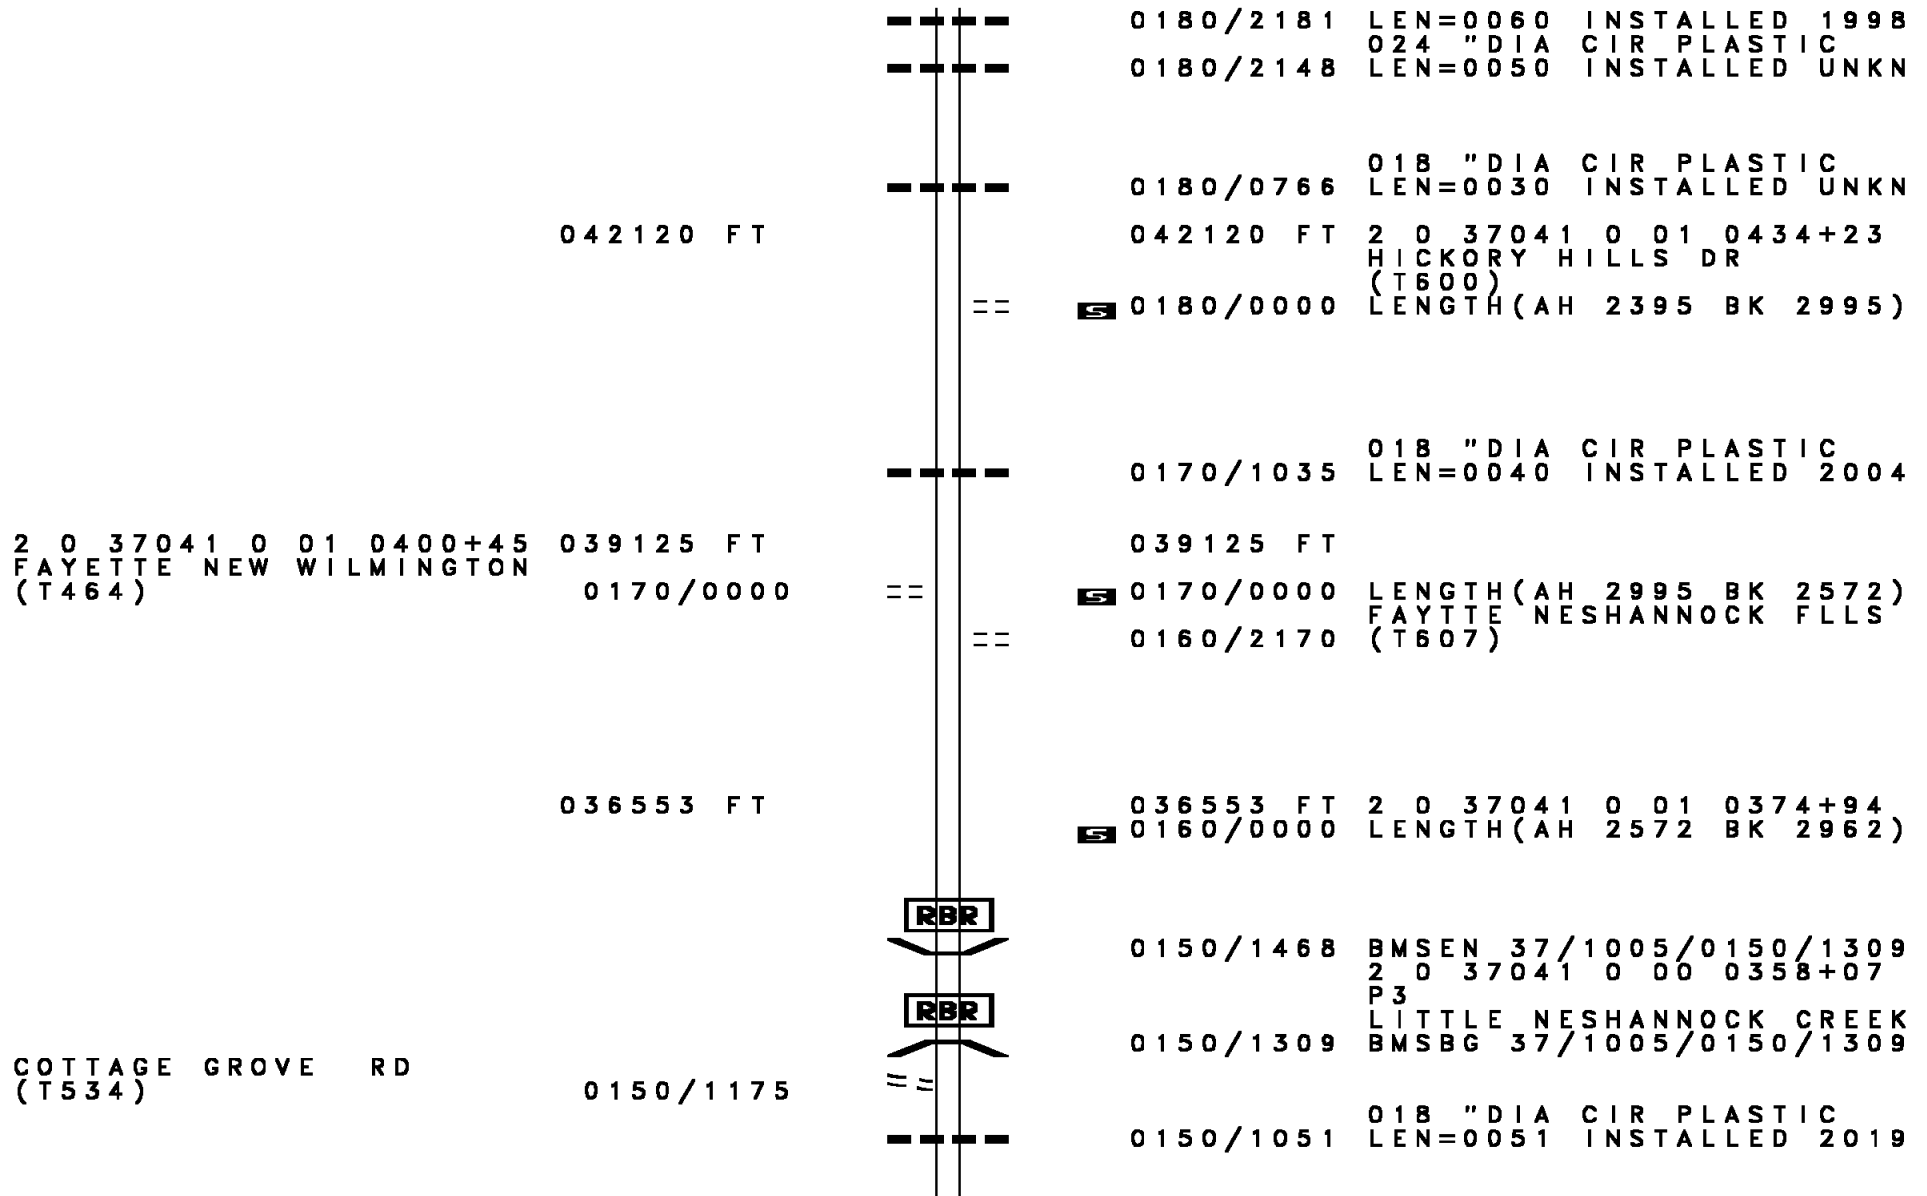 0180/2181 LEN=0060 INSTALLED 1998
024 "DIA CIR PLASTIC
0180/2148 LEN=0050 INSTALLED UNKN
018 "DIA CIR PLASTIC
0180/0766 LEN=0030 INSTALLED UNKN
042120 FT 042120 FT 2 0 37041 0 01 0434+23
HICKORY HILLS DR
(T600)
S 0180/0000 LENGTH(AH 2395 BK 2995)
018 "DIA CIR PLASTIC
0170/1035 LEN=0040 INSTALLED 2004
2 0 37041 0 01 0400+45 039125 FT 039125 FT
FAYETTE NEW WILMINGTON
(T464) 0170/0000 S 0170/0000 LENGTH(AH 2995 BK 2572)
FAYTTE NESHANNOCK FLLS
0160/2170 (T607)
036553 FT 036553 FT 2 0 37041 0 01 0374+94
S 0160/0000 LENGTH(AH 2572 BK 2962)
RBR
0150/1468 BMSEN 37/1005/0150/1309
2 0 37041 0 00 0358+07
P3
RBR
LITTLE NESHANNOCK CREEK
0150/1309 BMSBG 37/1005/0150/1309
COTTAGE GROVE RD
(T534) 0150/1175
018 "DIA CIR PLASTIC
0150/1051 LEN=0051 INSTALLED 2019